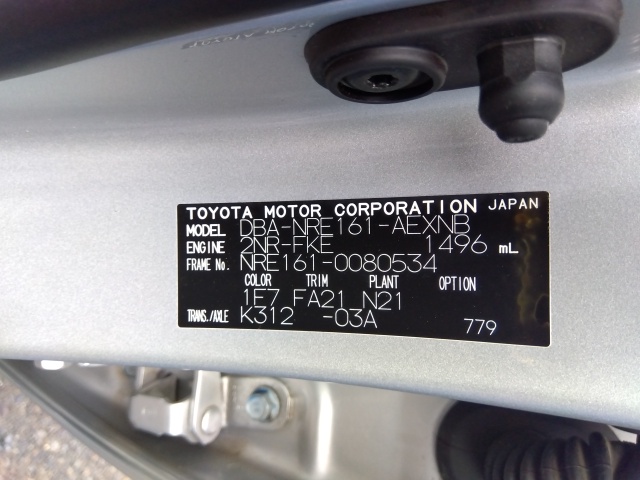 TOYOTA MOTOR CORPORATION JAPAN
MODEL DBA-NRE161-AEXNB
ENGINE 2NR-FKE 1496 mL
FRAME No. NRE161-0080534
COLOR TRIM PLANT OPTION
1F7 FA21 N21
TRANS./AXLE K312 -03A
779